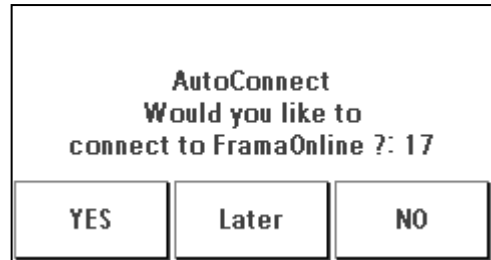 AutoConnect
Would you like to
connect to FramaOnline ?: 17
YES Later NO